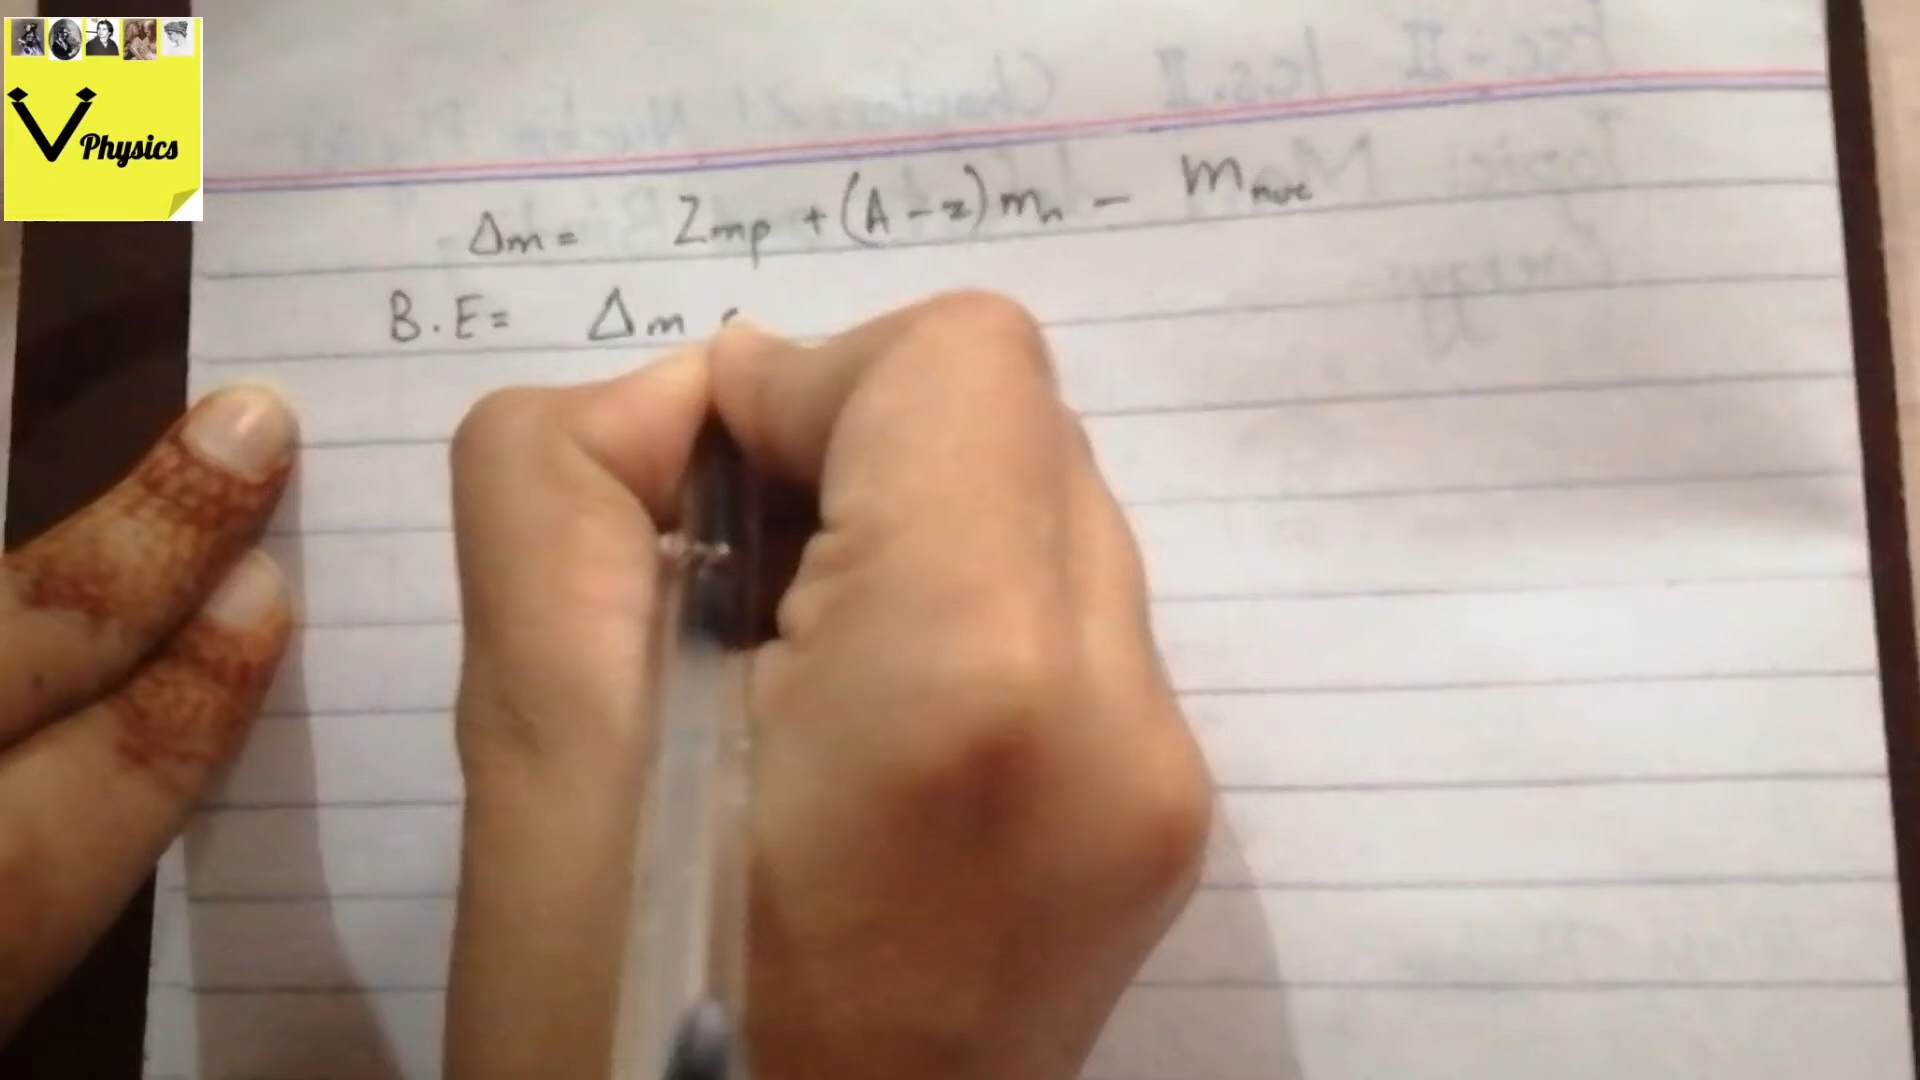 V Physics
Δm = Zmp + (A-z)mn - mnuc
B.E = Δm c